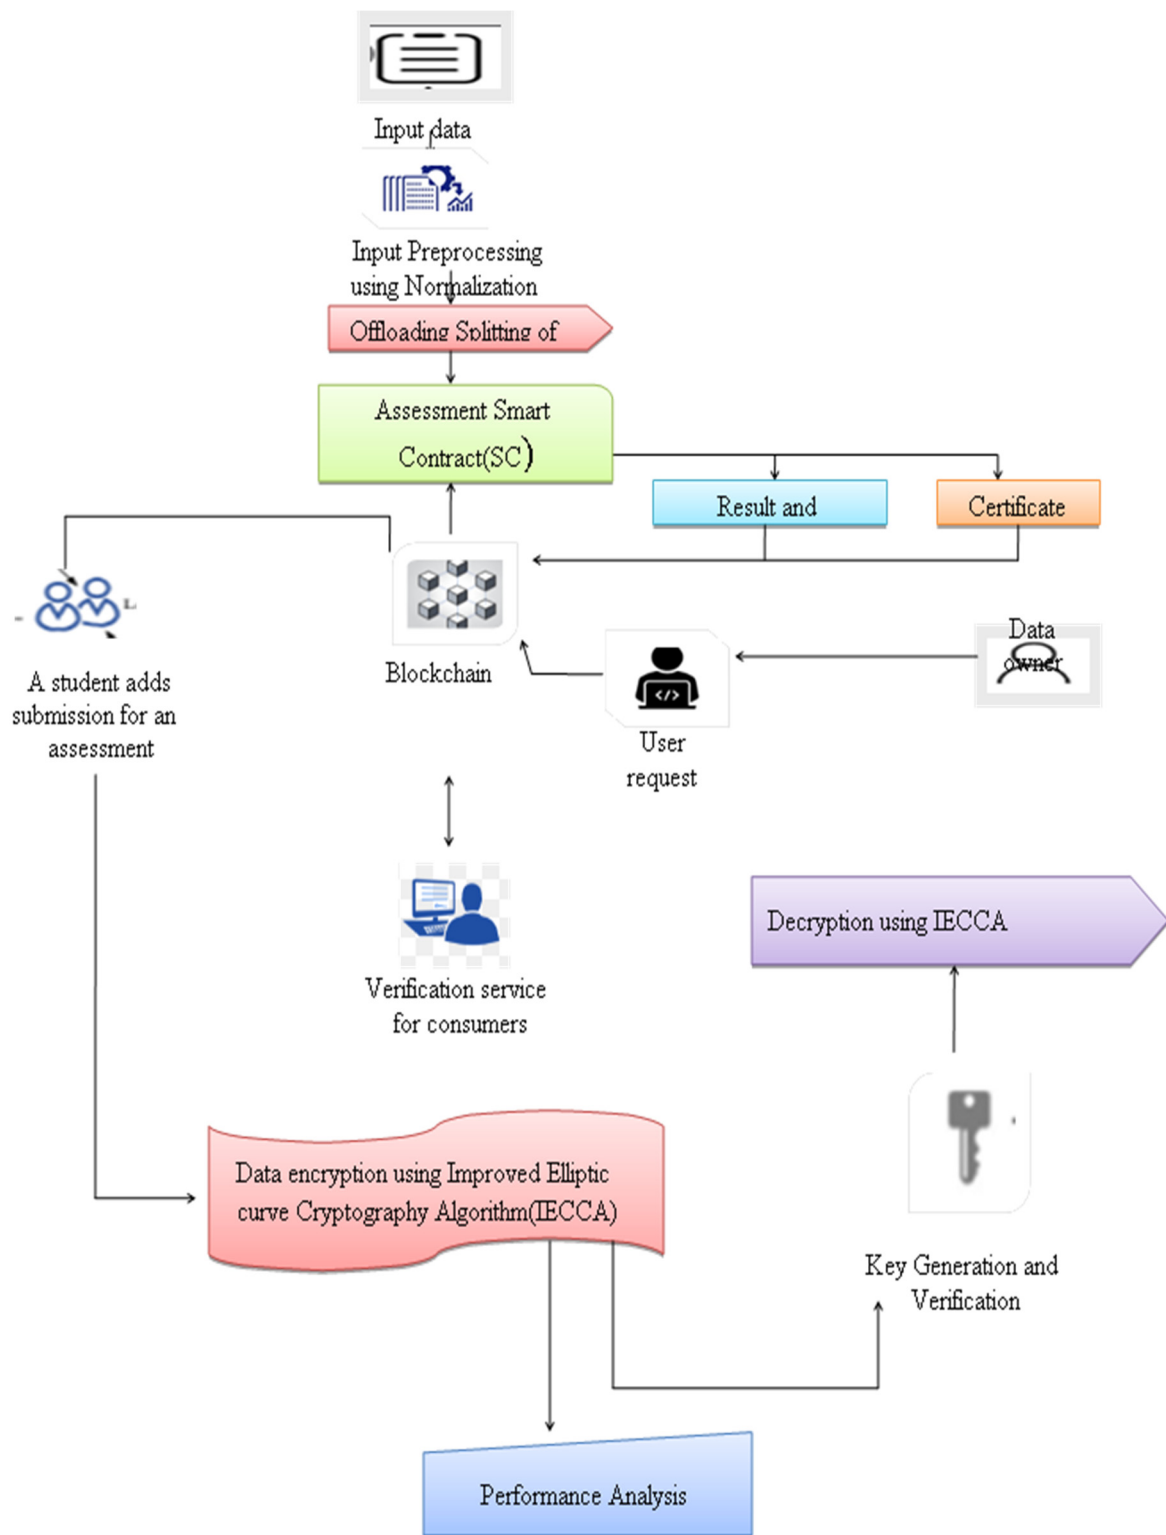 Input data
Input Preprocessing
using Normalization
Offloading Splitting of
Assessment Smart
Contract(SC)
Result and
Certificate
Blockchain
Data
owner
User
request
A student adds
submission for an
assessment
Verification service
for consumers
Decryption using IECCA
Data encryption using Improved Elliptic
curve Cryptography Algorithm(IECCA)
Key Generation and
Verification
Performance Analysis